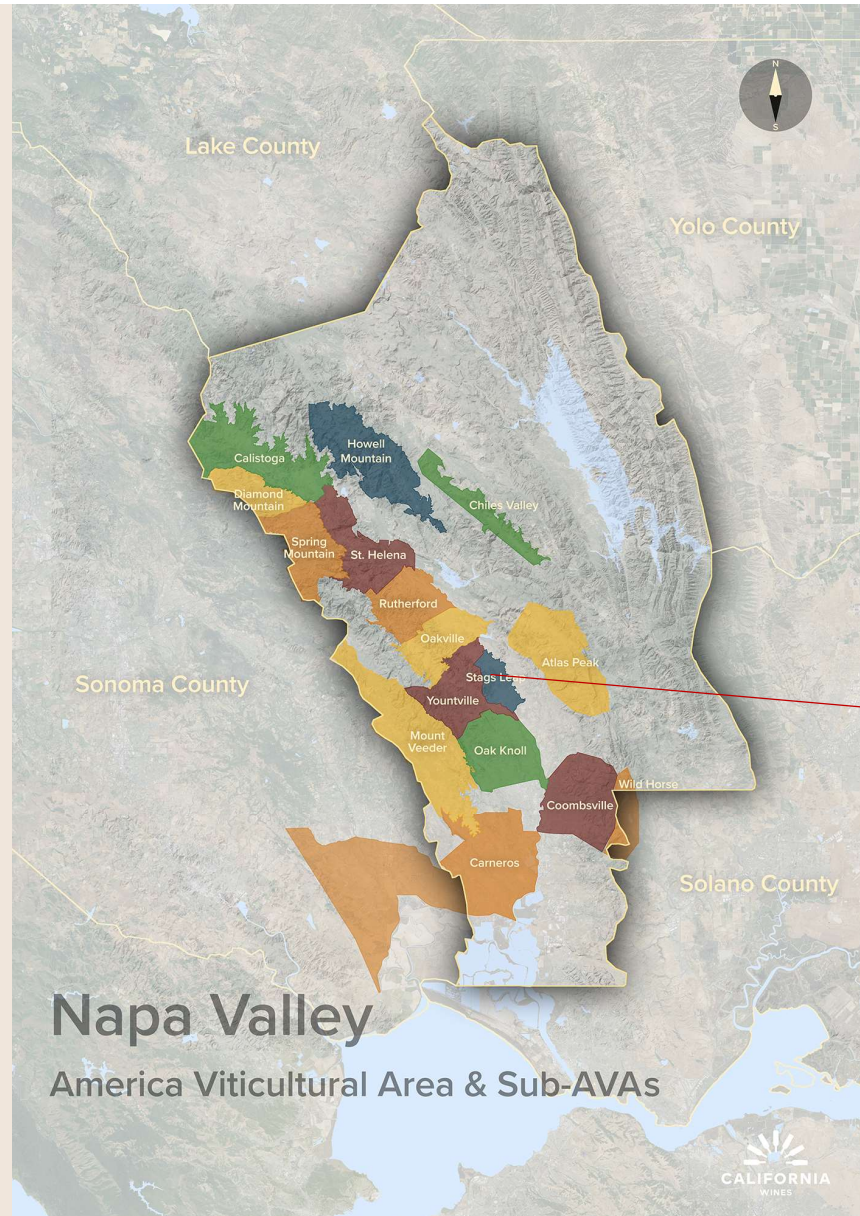 N
S
Lake County
Yolo County
Howell
Mountain
Calistoga
Diamond
Mountain
Chiles Valley
Spring
Mountain
St. Helena
Rutherford
Oakville
Atlas Peak
Stags Leap
Sonoma County
Yountville
Mount
Veeder
Oak Knoll
Wild Horse
Coombsville
Carneros
Solano County
Napa Valley
America Viticultural Area & Sub-AVAs
CALIFORNIA
WINES